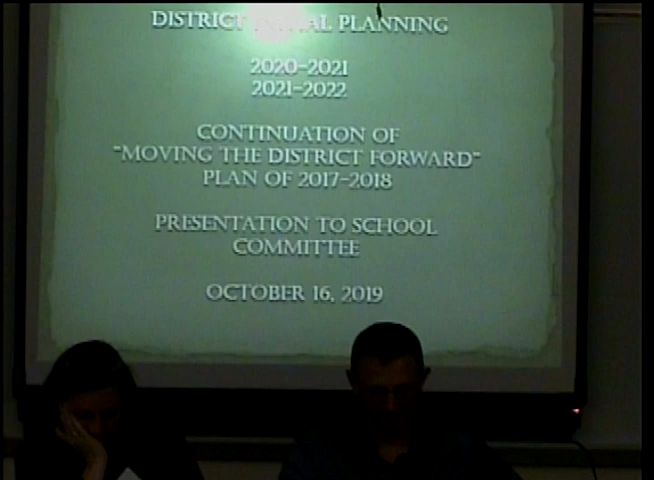 DISTRICT PLANNING
2020-2021
2021-2022
CONTINUATION OF
"MOVING THE DISTRICT FORWARD"
PLAN OF 2017-2018
PRESENTATION TO SCHOOL
COMMITTEE
OCTOBER 16, 2019